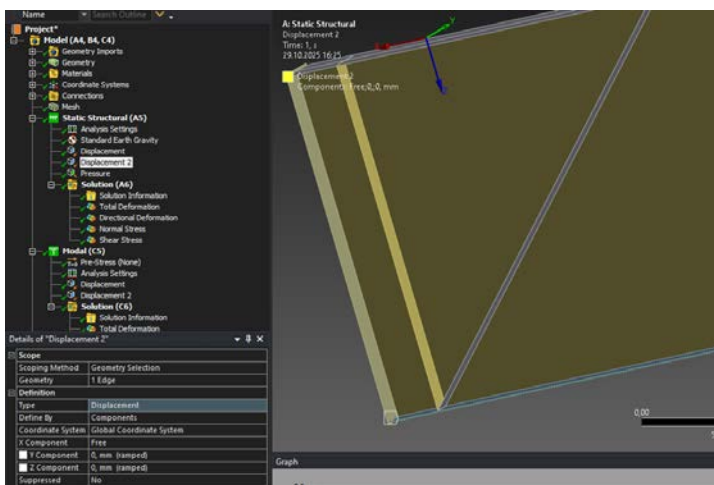 Name
Search Outline
Project*
Model (A4, B4, C4)
Geometry Imports
Geometry
Materials
Coordinate Systems
Connections
Mesh
Static Structural (A5)
Analysis Settings
Standard Earth Gravity
Displacement
Displacement 2
Pressure
Solution (A6)
Solution Information
Total Deformation
Directional Deformation
Normal Stress
Shear Stress
Modal (C5)
Pre-Stress (None)
Analysis Settings
Displacement
Displacement 2
Solution (C6)
Solution Information
Total Deformation
Details of "Displacement 2"
Scope
Scoping Method Geometry Selection
Geometry 1 Edge
Definition
Type Displacement
Define By Components
Coordinate System Global Coordinate System
X Component Free
Y Component 0, mm (ramped)
Z Component 0, mm (ramped)
Suppressed No
A: Static Structural
Displacement 2
Time: 1, s
29.10.2025 16:25
Displacement 2
Components: Free;0,;0, mm
Y
0,00
Graph